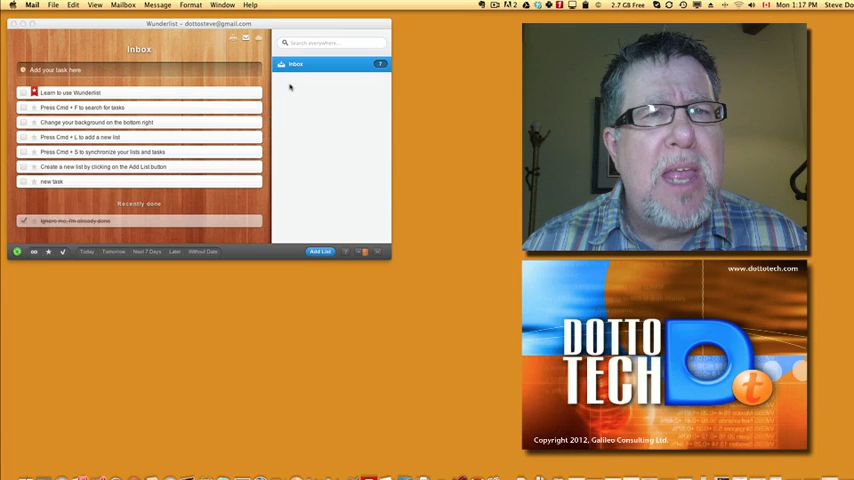 Mail File Edit View Mailbox Message Format Window Help
2 2.7 GB Free Mon 1:17 PM Steve Do
Wunderlist – dottosteve@gmail.com
Inbox
Search everywhere...
Add your task here
Inbox 7
Learn to use Wunderlist
Press Cmd + F to search for tasks
Change your background on the bottom right
Press Cmd + L to add a new list
Press Cmd + S to synchronize your lists and tasks
Create a new list by clicking on the Add List button
new task
Recently done
Ignore me, I'm already done
Today Tomorrow Next 7 Days Later Without Date Add List
www.dottotech.com
DOTTO
TECH
D
t
Copyright 2012, Galileo Consulting Ltd.